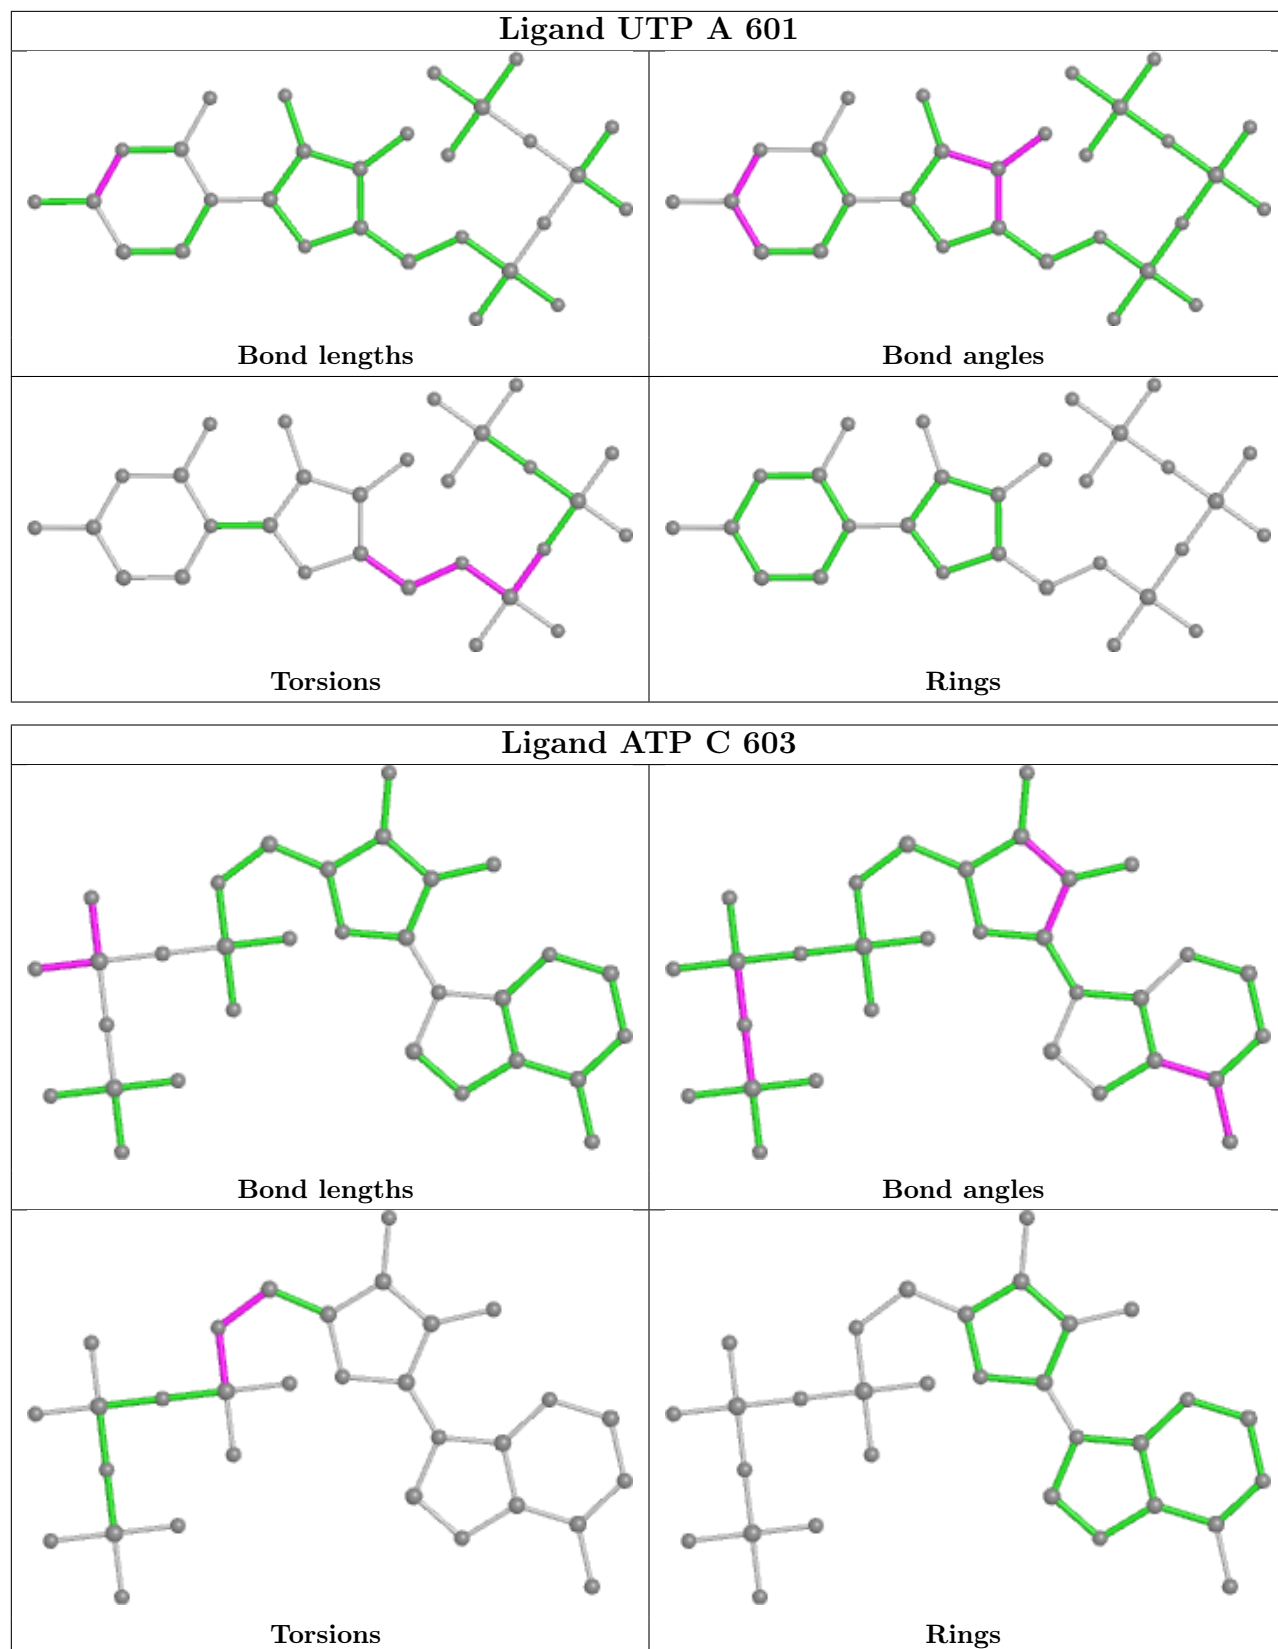 Ligand UTP A 601
Bond lengths
Bond angles
Torsions
Rings
Ligand ATP C 603
Bond lengths
Bond angles
Torsions
Rings